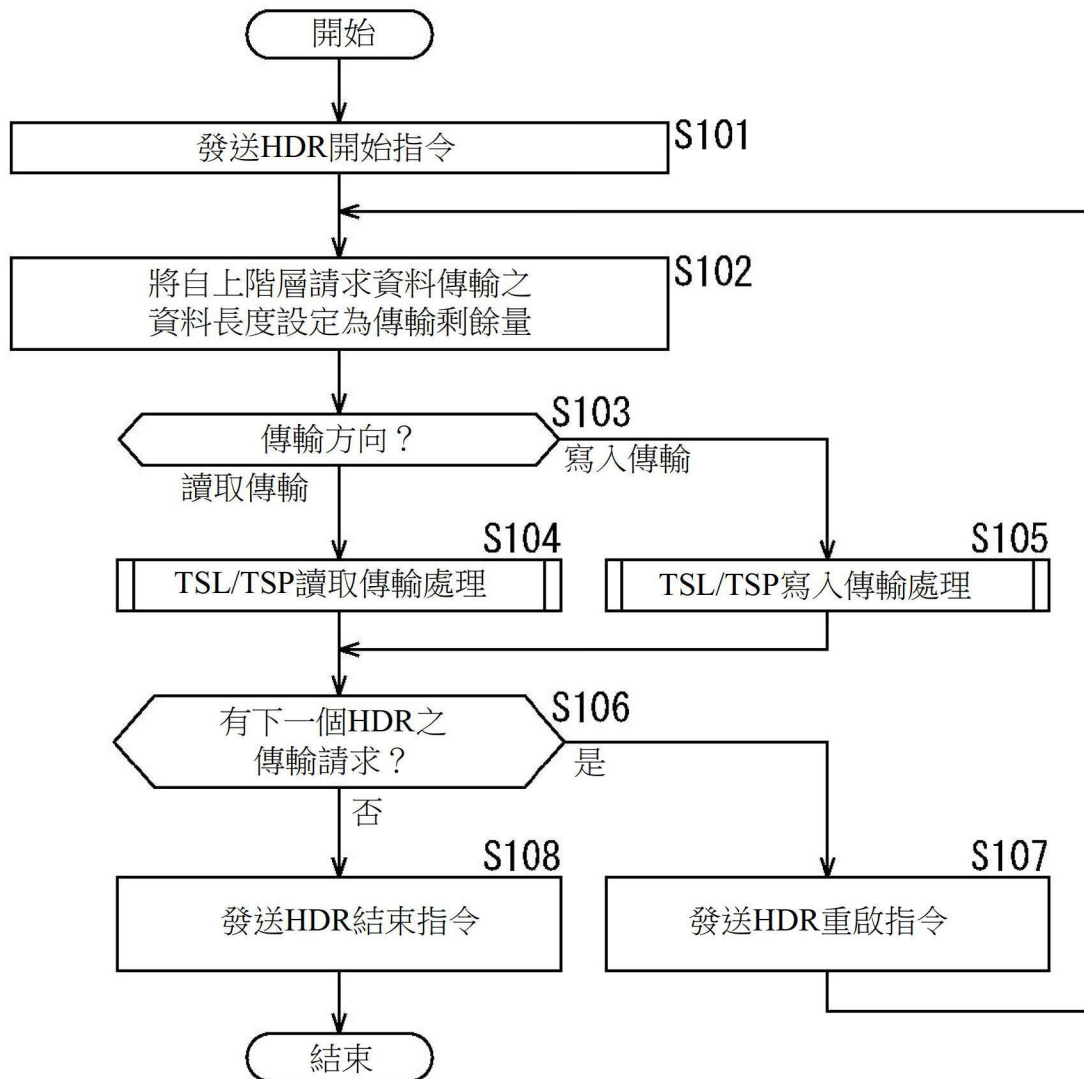 開始
發送HDR開始指令
S101
將自上階層請求資料傳輸之
資料長度設定為傳輸剩餘量
S102
傳輸方向？
S103
讀取傳輸
寫入傳輸
S104
TSL/TSP讀取傳輸處理
S105
TSL/TSP寫入傳輸處理
有下一個HDR之
傳輸請求？
S106
是
否
S108
發送HDR結束指令
S107
發送HDR重啟指令
結束